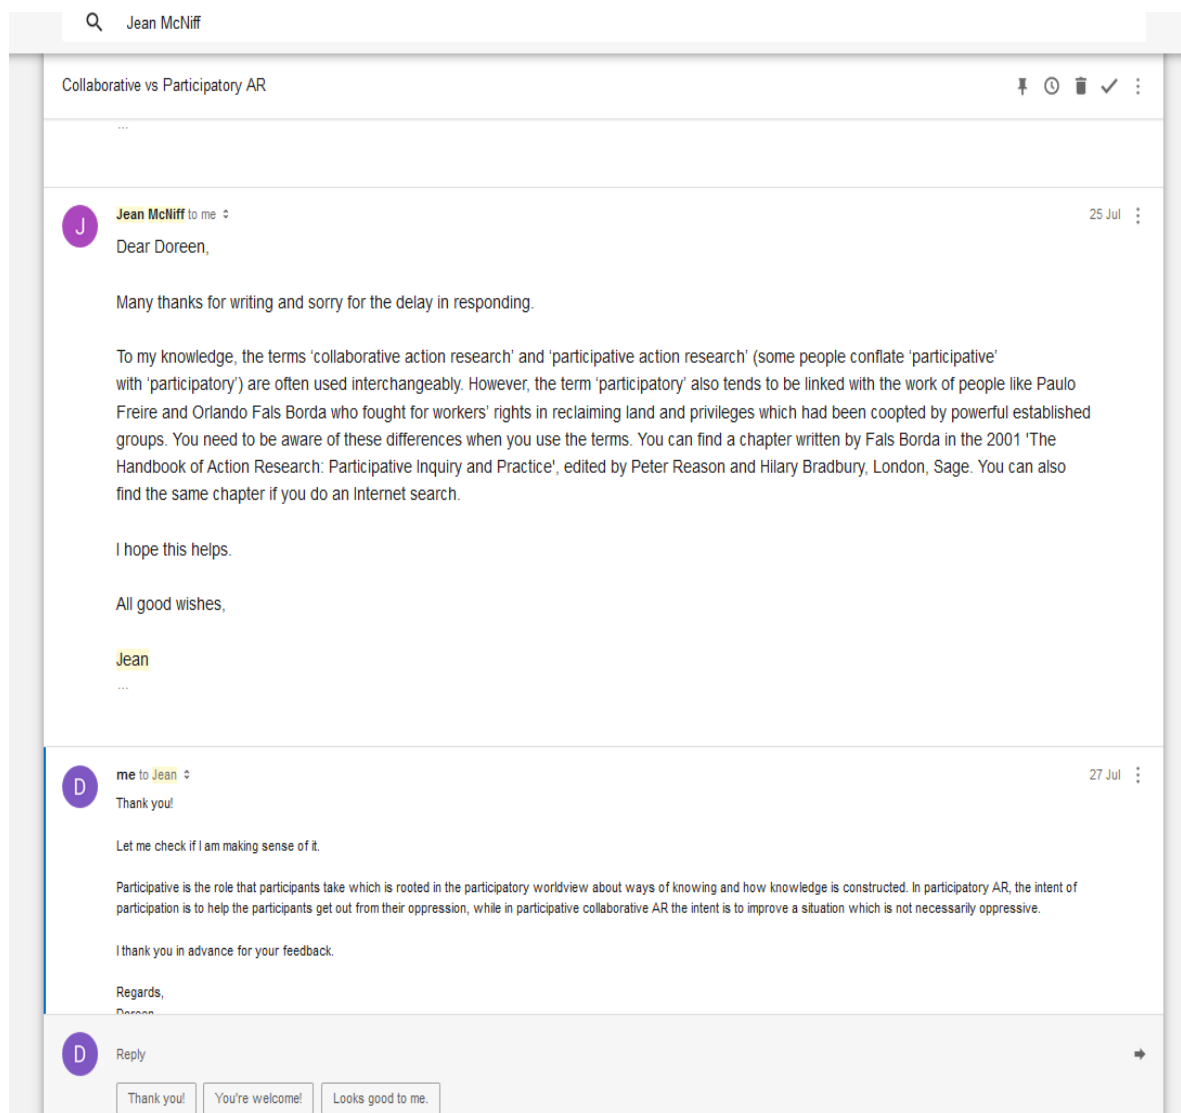 Jean McNiff
Collaborative vs Participatory AR
...
J
Jean McNiff to me
25 Jul
Dear Doreen,
Many thanks for writing and sorry for the delay in responding.
To my knowledge, the terms ‘collaborative action research’ and ‘participative action research’ (some people conflate ‘participative’
with ‘participatory’) are often used interchangeably. However, the term ‘participatory’ also tends to be linked with the work of people like Paulo
Freire and Orlando Fals Borda who fought for workers’ rights in reclaiming land and privileges which had been coopted by powerful established
groups. You need to be aware of these differences when you use the terms. You can find a chapter written by Fals Borda in the 2001 'The
Handbook of Action Research: Participative Inquiry and Practice', edited by Peter Reason and Hilary Bradbury, London, Sage. You can also
find the same chapter if you do an Internet search.
I hope this helps.
All good wishes,
Jean
...
D
me to Jean
27 Jul
Thank you!
Let me check if I am making sense of it.
Participative is the role that participants take which is rooted in the participatory worldview about ways of knowing and how knowledge is constructed. In participatory AR, the intent of
participation is to help the participants get out from their oppression, while in participative collaborative AR the intent is to improve a situation which is not necessarily oppressive.
I thank you in advance for your feedback.
Regards,
Doreen
D
Reply
Thank you!
You're welcome!
Looks good to me.